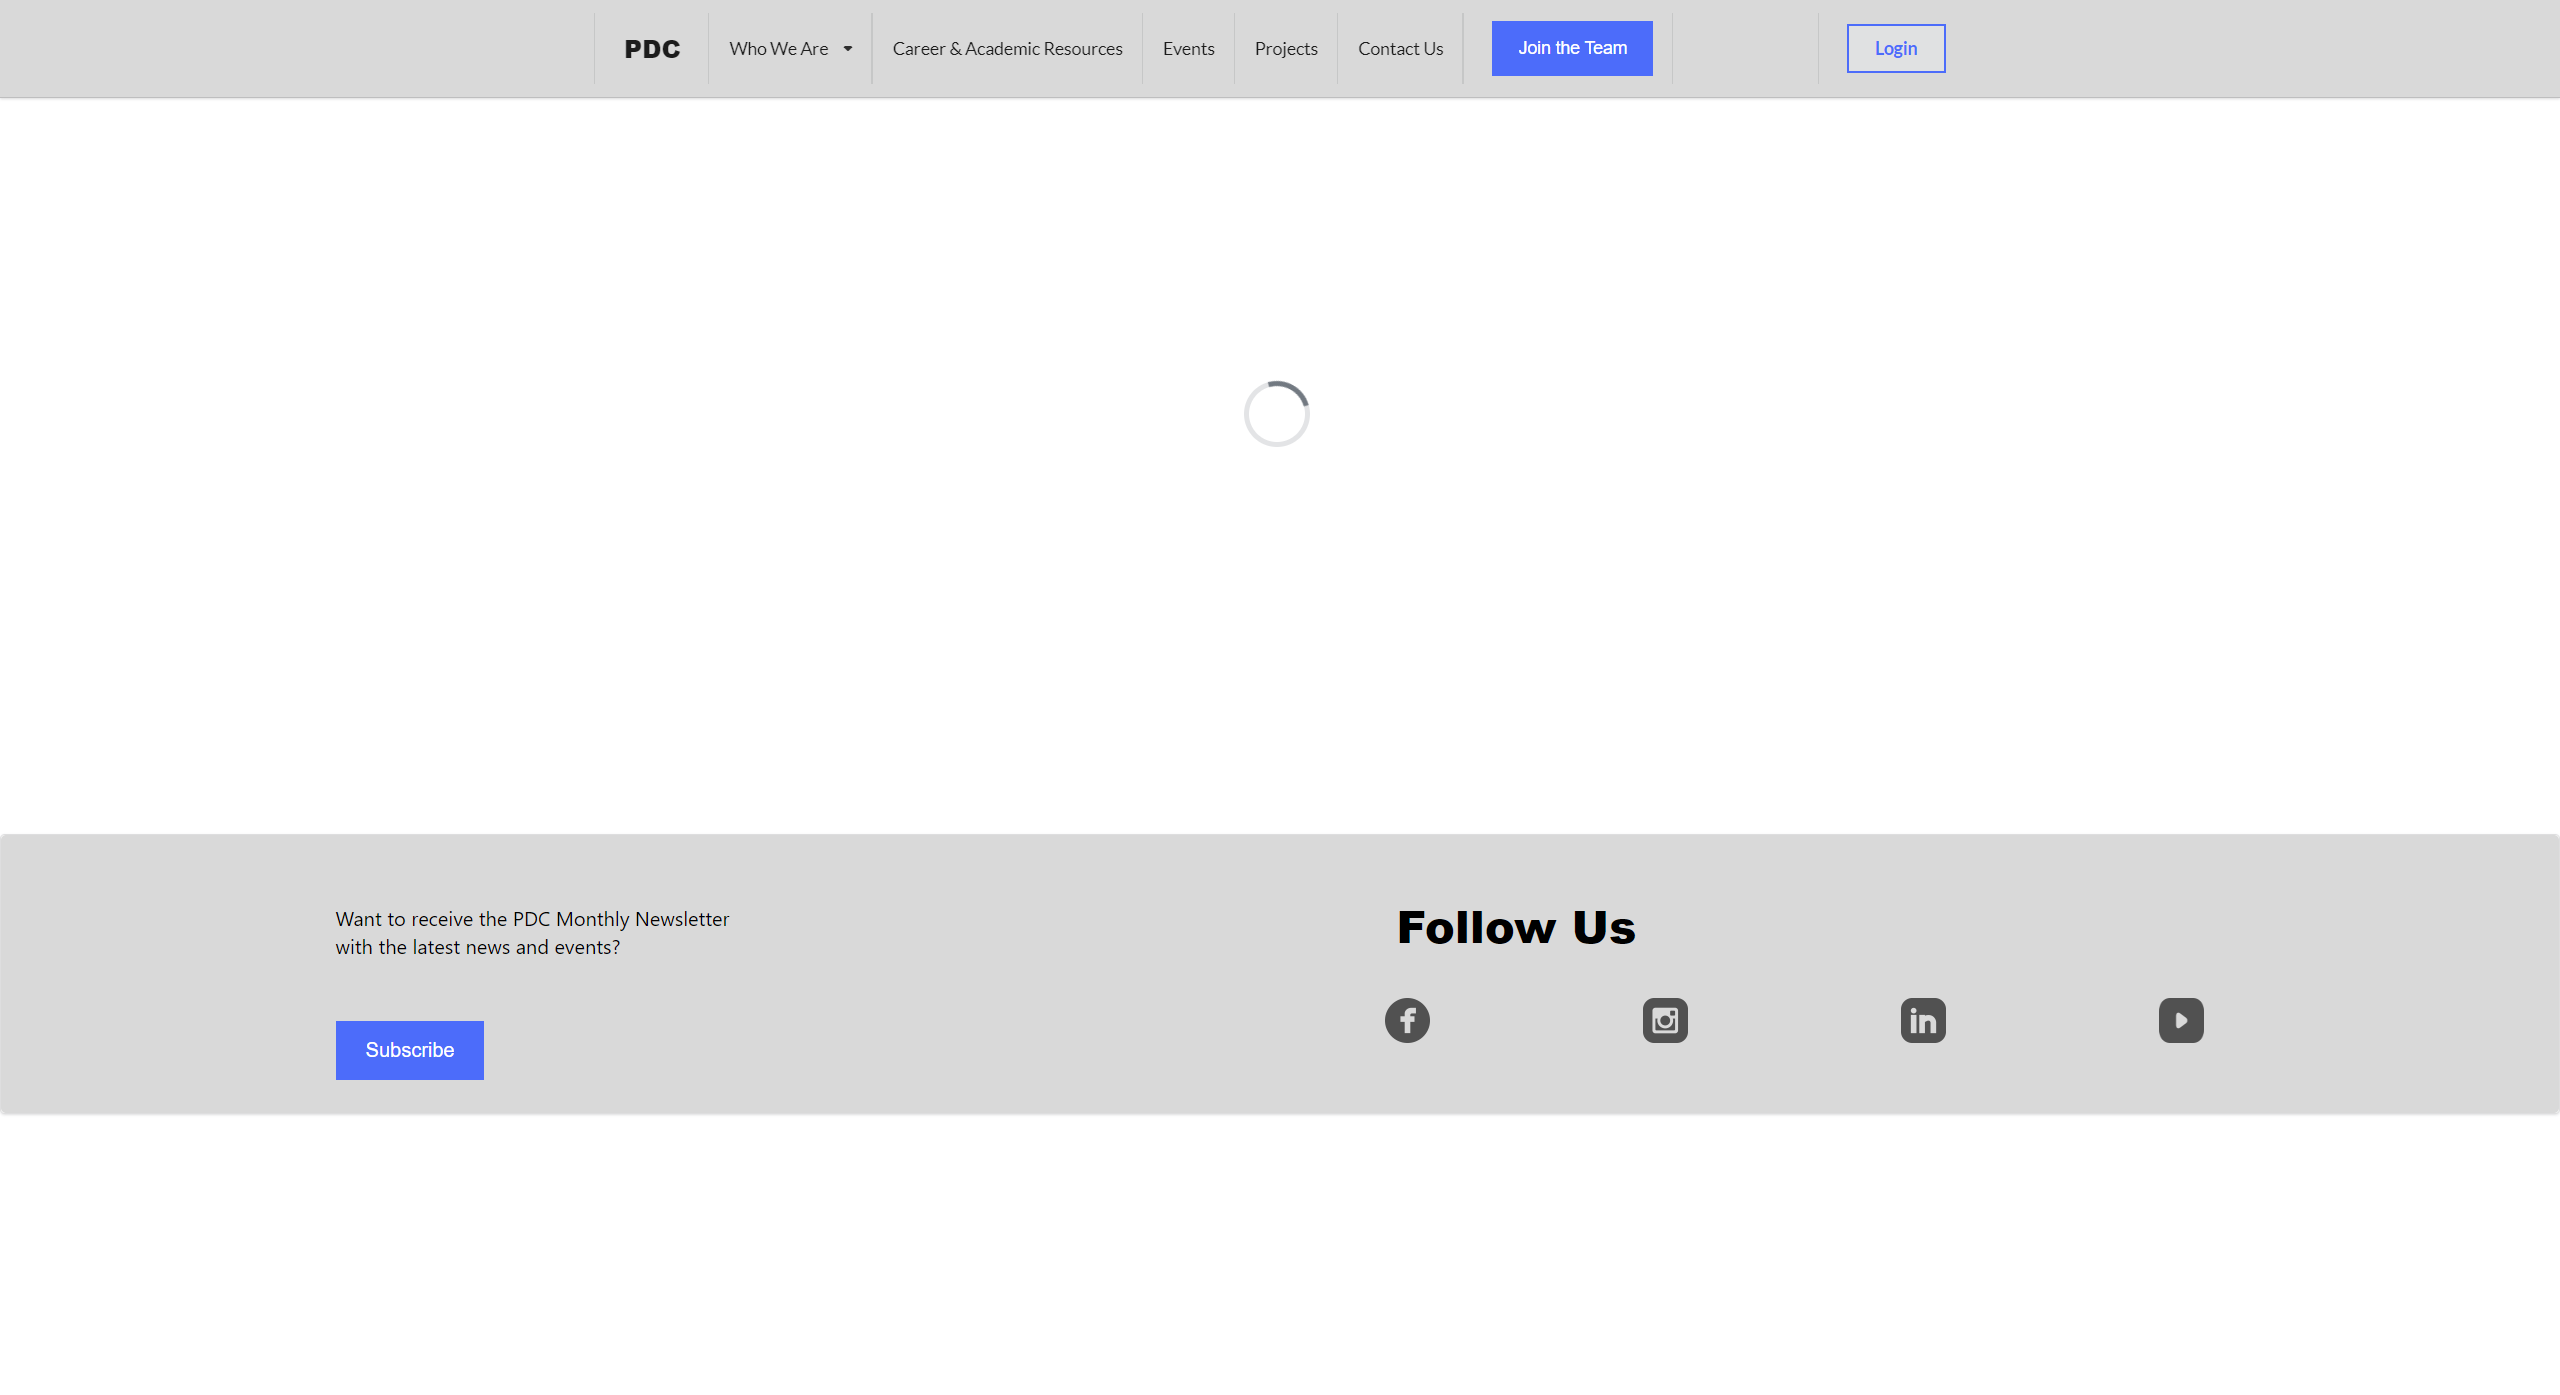 PDC
Who We Are
Career & Academic Resources
Events
Projects
Contact Us
Join the Team
Login
Want to receive the PDC Monthly Newsletter
with the latest news and events?
Subscribe
Follow Us